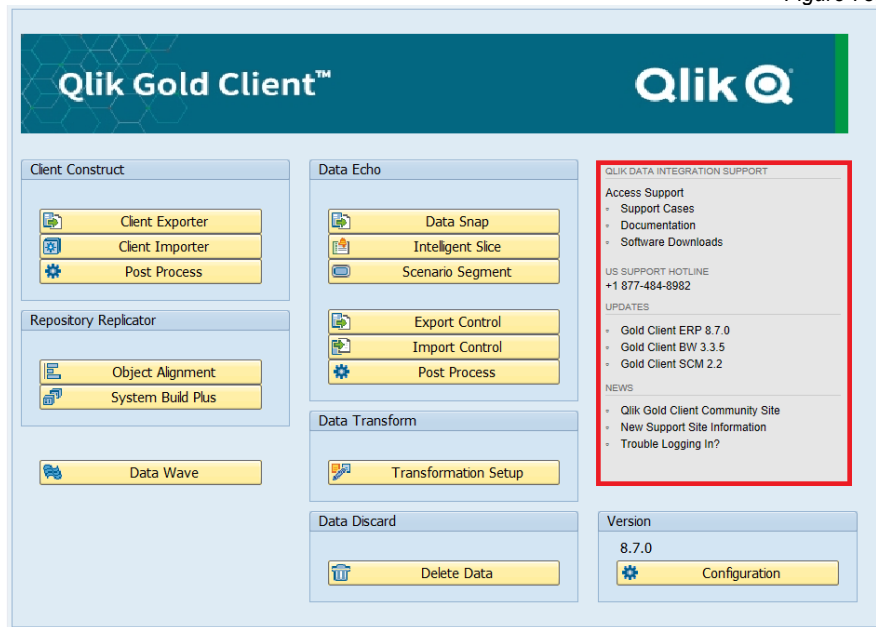 Qlik Gold Client™
Qlik
Client Construct
Client Exporter
Client Importer
Post Process
Repository Replicator
Object Alignment
System Build Plus
Data Wave
Data Echo
Data Snap
Intelligent Slice
Scenario Segment
Export Control
Import Control
Post Process
Data Transform
Transformation Setup
Data Discard
Delete Data
QLIK DATA INTEGRATION SUPPORT
Access Support
Support Cases
Documentation
Software Downloads
US SUPPORT HOTLINE
+1 877-484-8982
UPDATES
Gold Client ERP 8.7.0
Gold Client BW 3.3.5
Gold Client SCM 2.2
NEWS
Qlik Gold Client Community Site
New Support Site Information
Trouble Logging In?
Version
8.7.0
Configuration